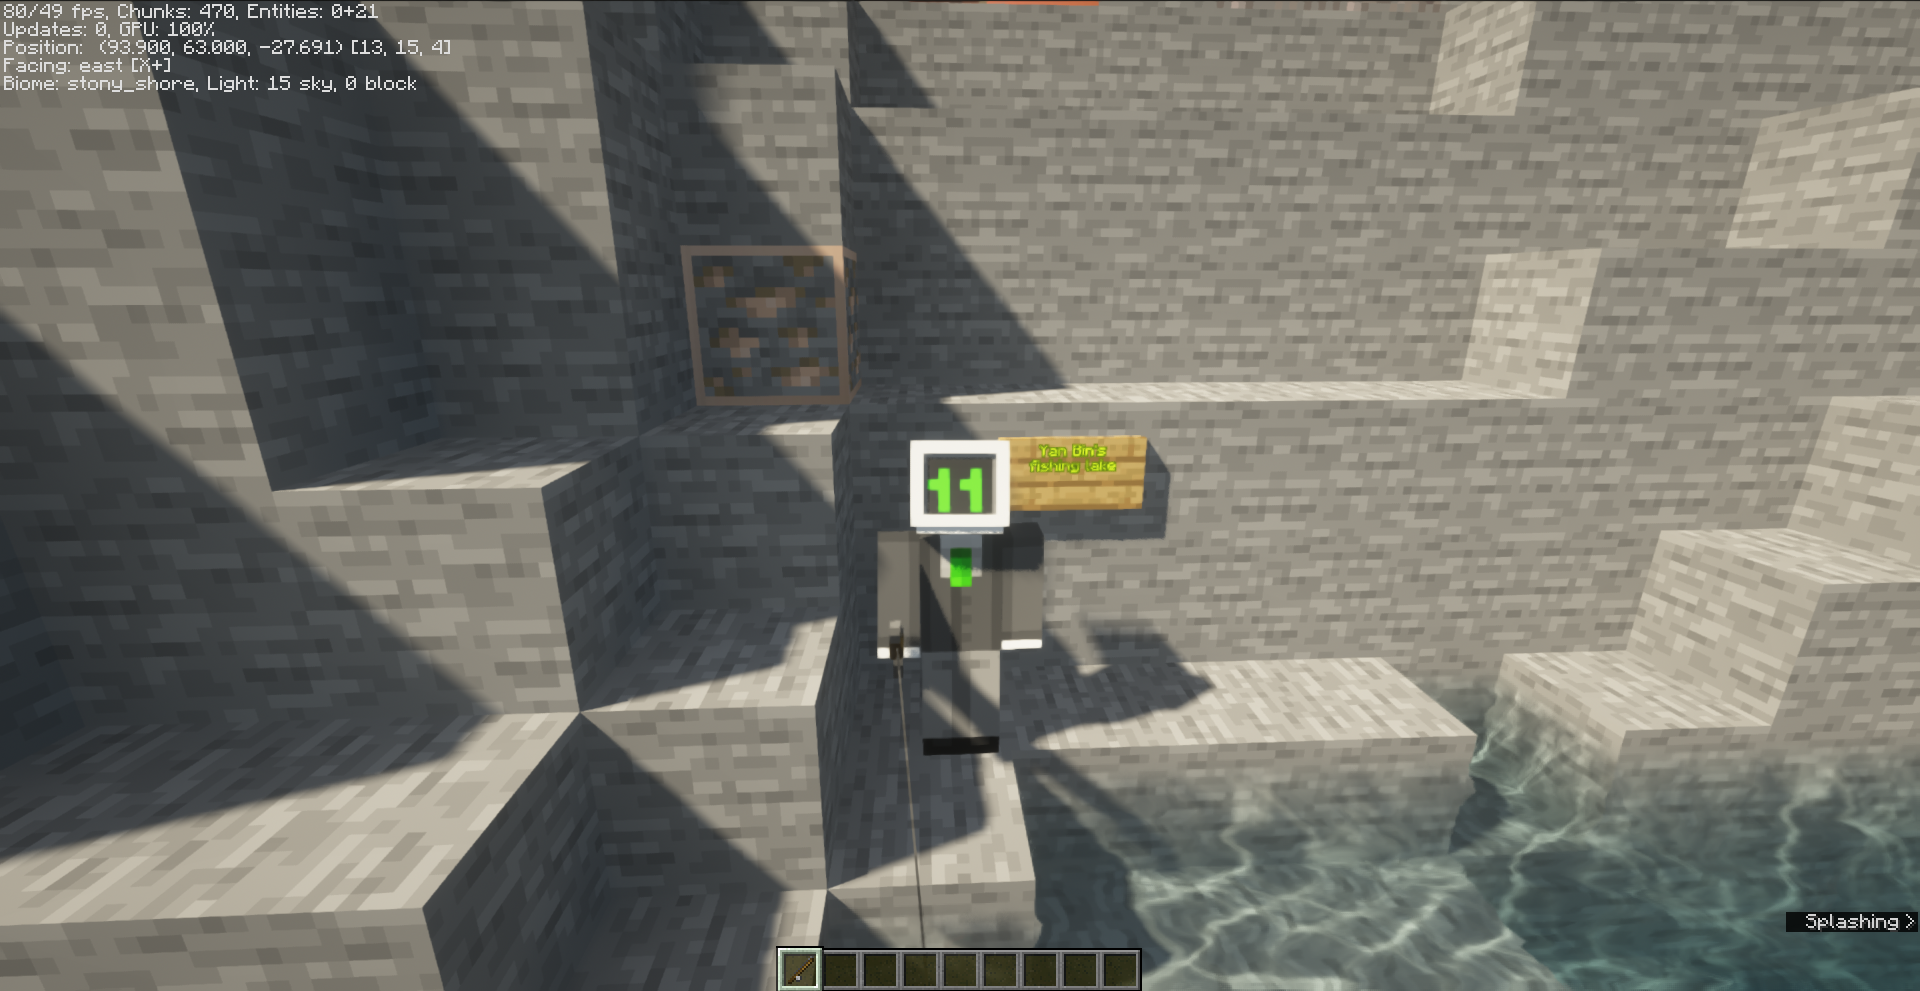 80/49 fps, Chunks: 470, Entities: 0+21
Updates: 0, GPU: 100%
Position: (93.900, 63.000, -27.691) [13, 15, 4]
Facing: east [X+]
Biome: stony_shore, Light: 15 sky, 0 block
Yan Bin's
fishing lake
11
Splashing >